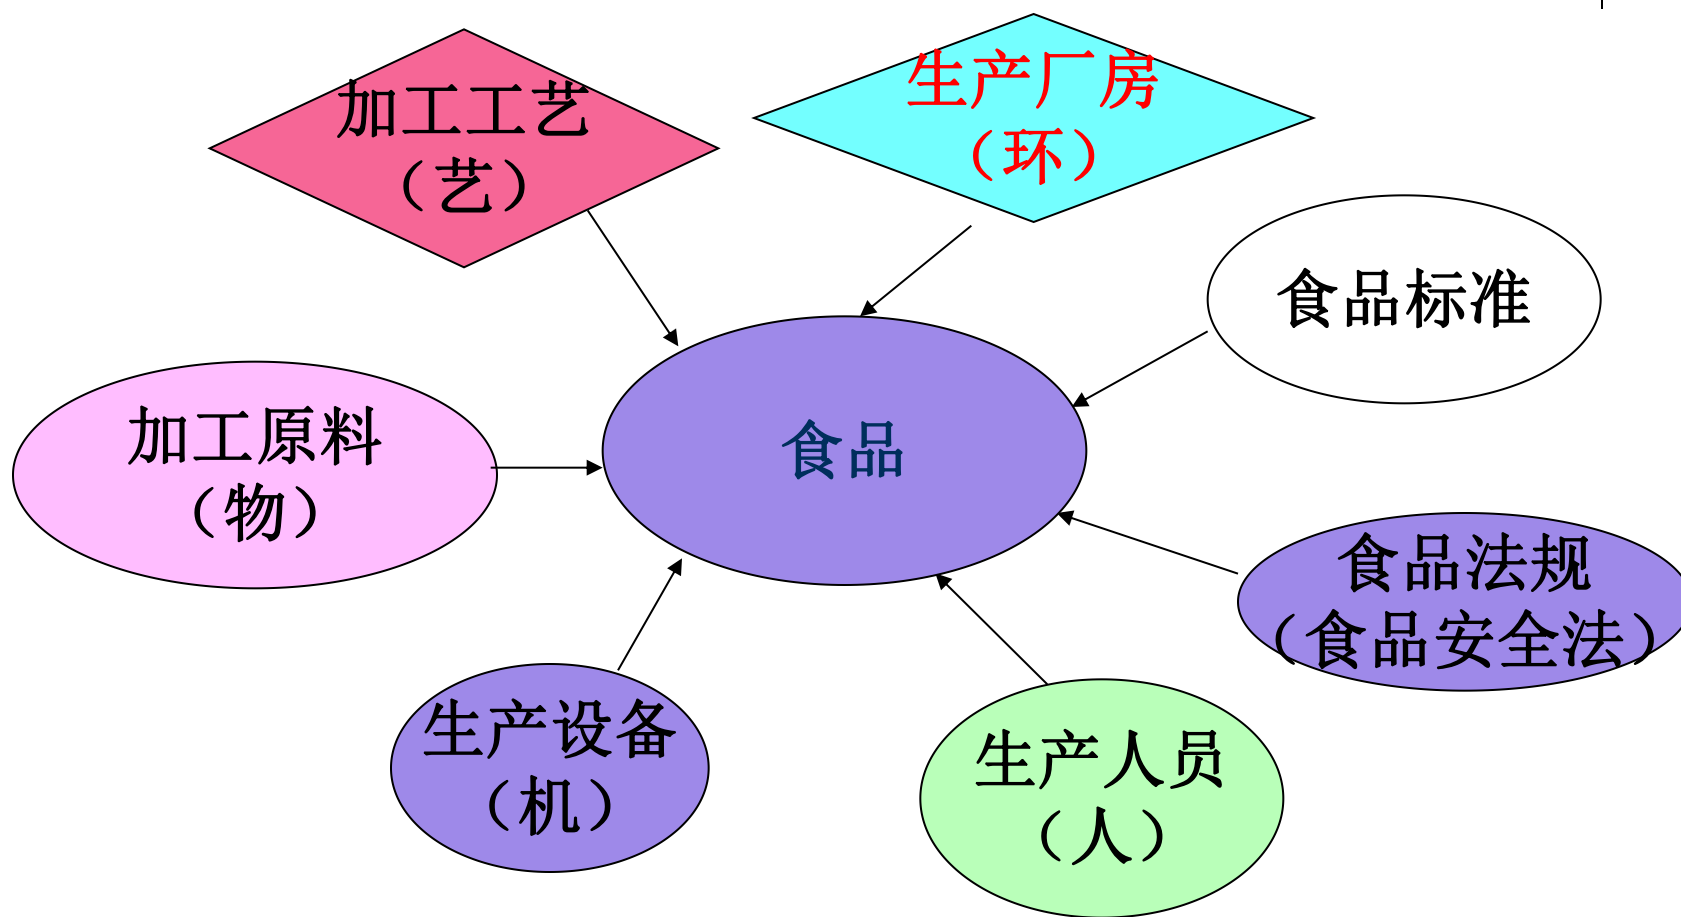 加工工艺
（艺）
生产厂房
（环）
食品标准
加工原料
（物）
食品
食品法规
（食品安全法）
生产设备
（机）
生产人员
（人）